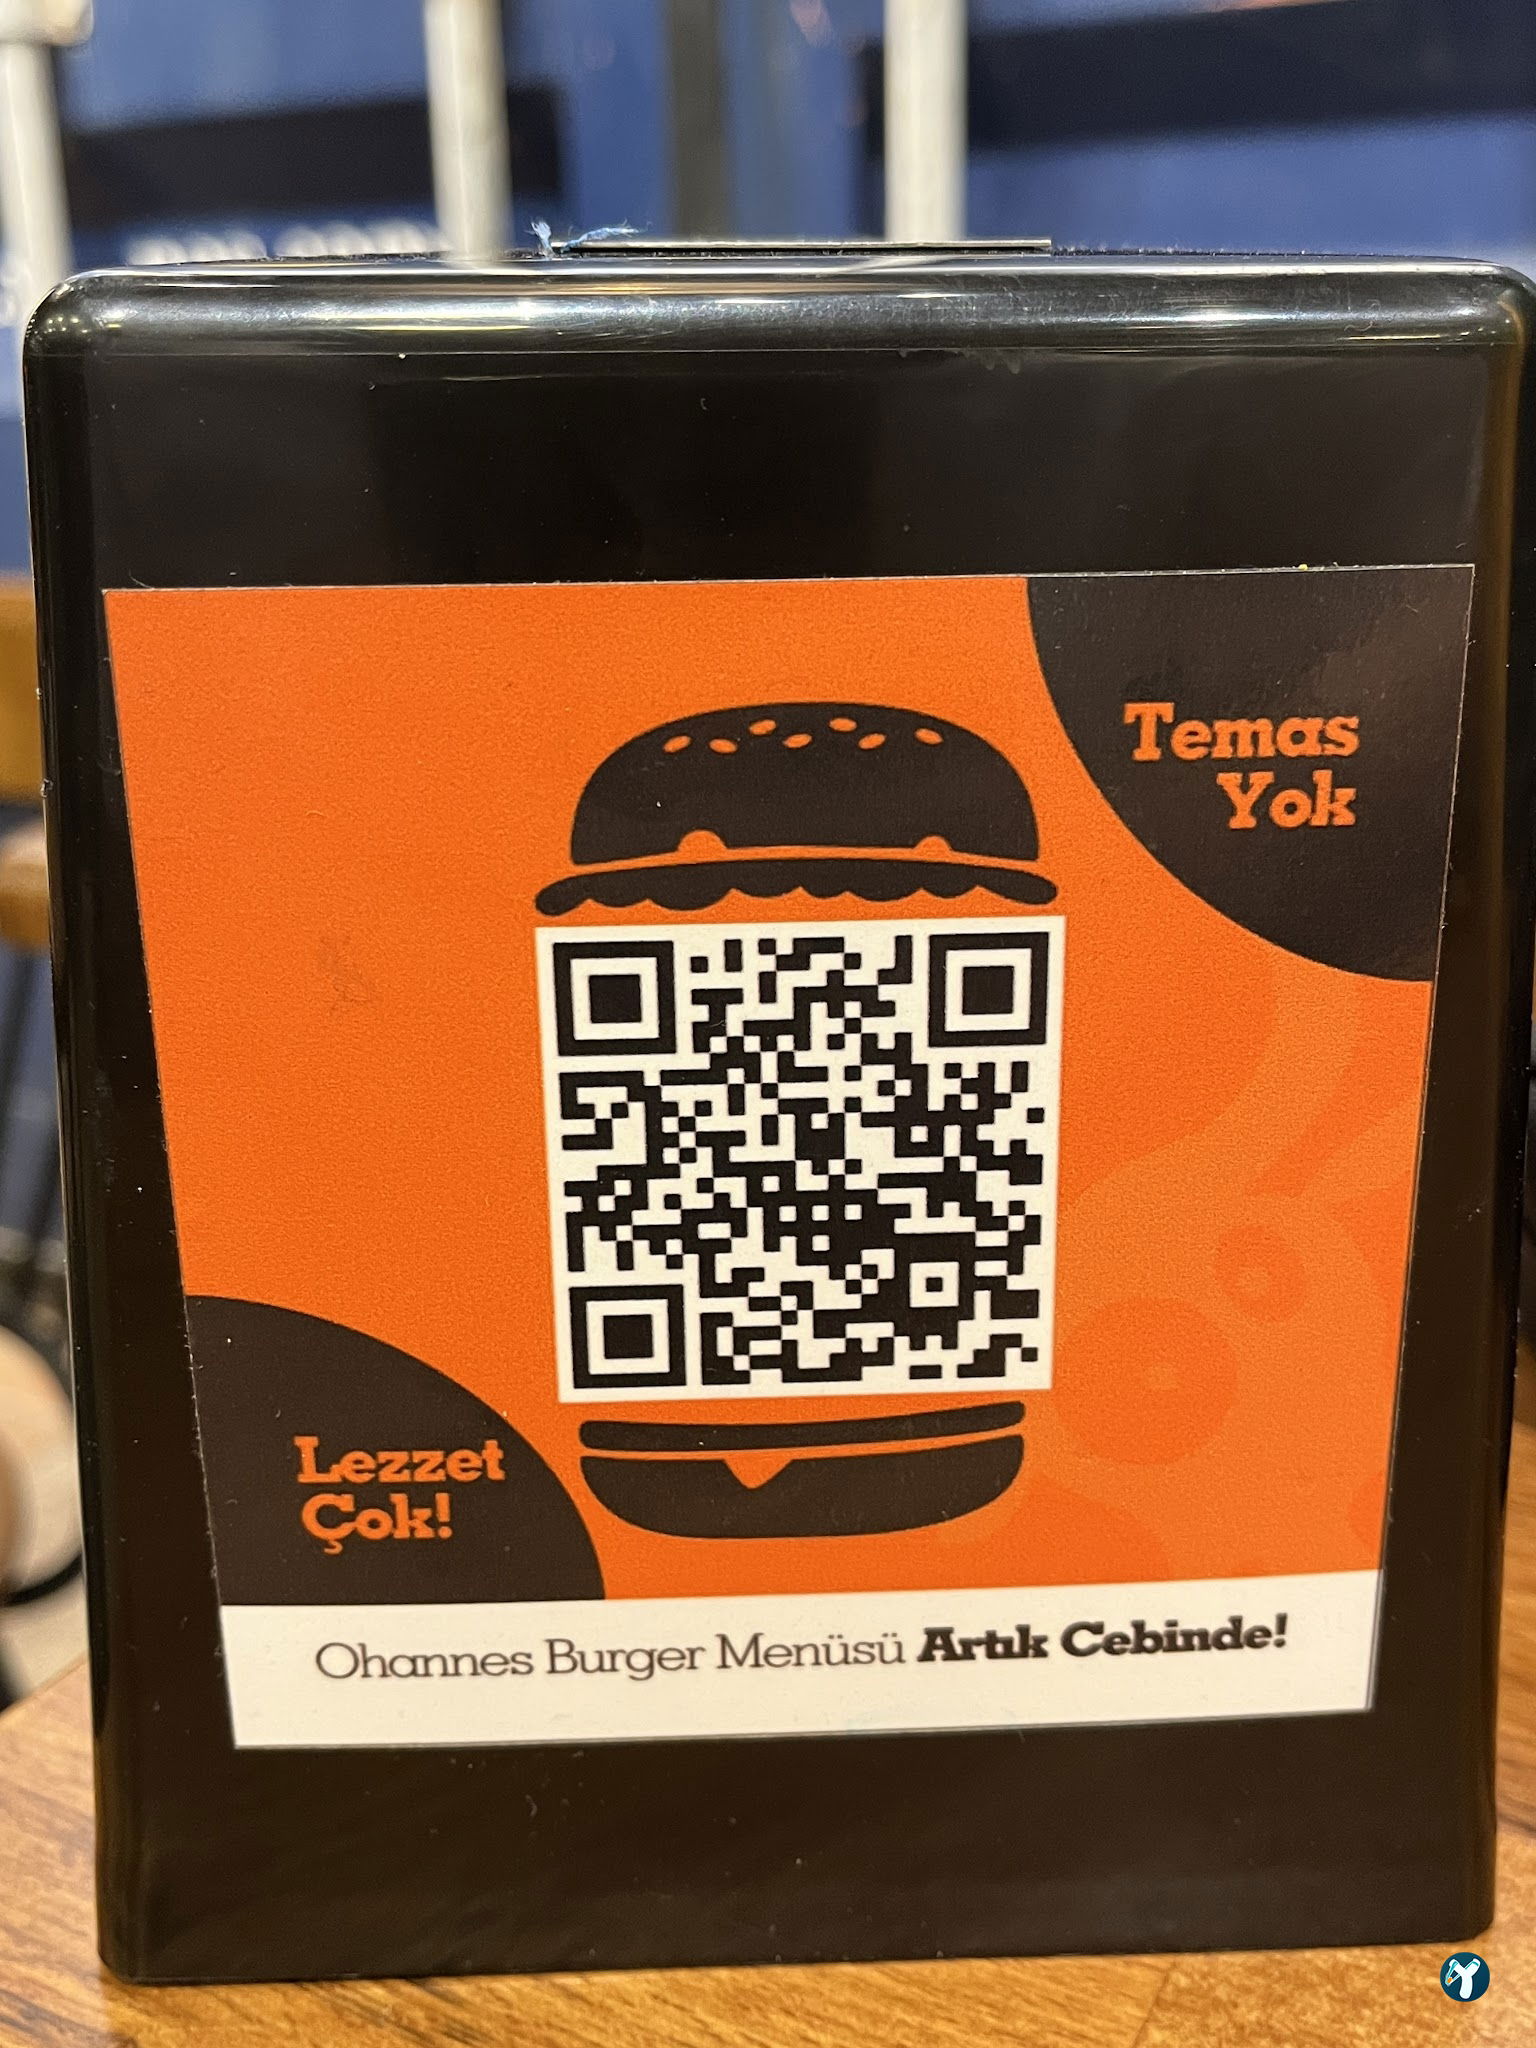 Temas
Yok
Lezzet
Çok!
Ohannes Burger Menüsü Artık Cebinde!